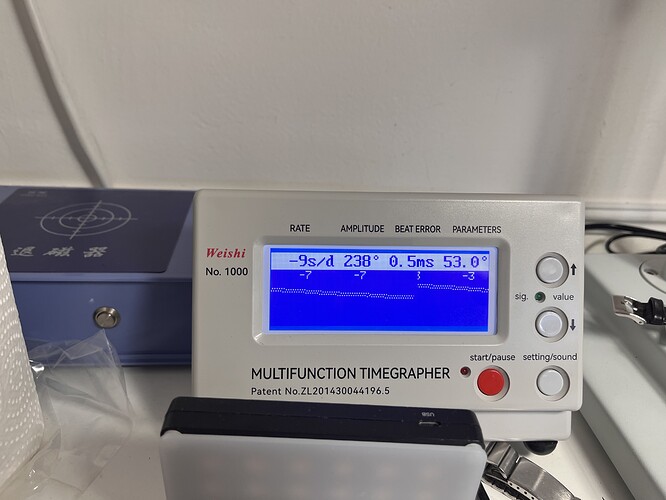 退磁器
Weishi
No. 1000
RATE AMPLITUDE BEAT ERROR PARAMETERS
-9s/d 238° 0.5ms 53.0°
-7 -7 -3
sig. value
start/pause setting/sound
MULTIFUNCTION TIMEGRAPHER
Patent No.ZL201430044196.5
USB